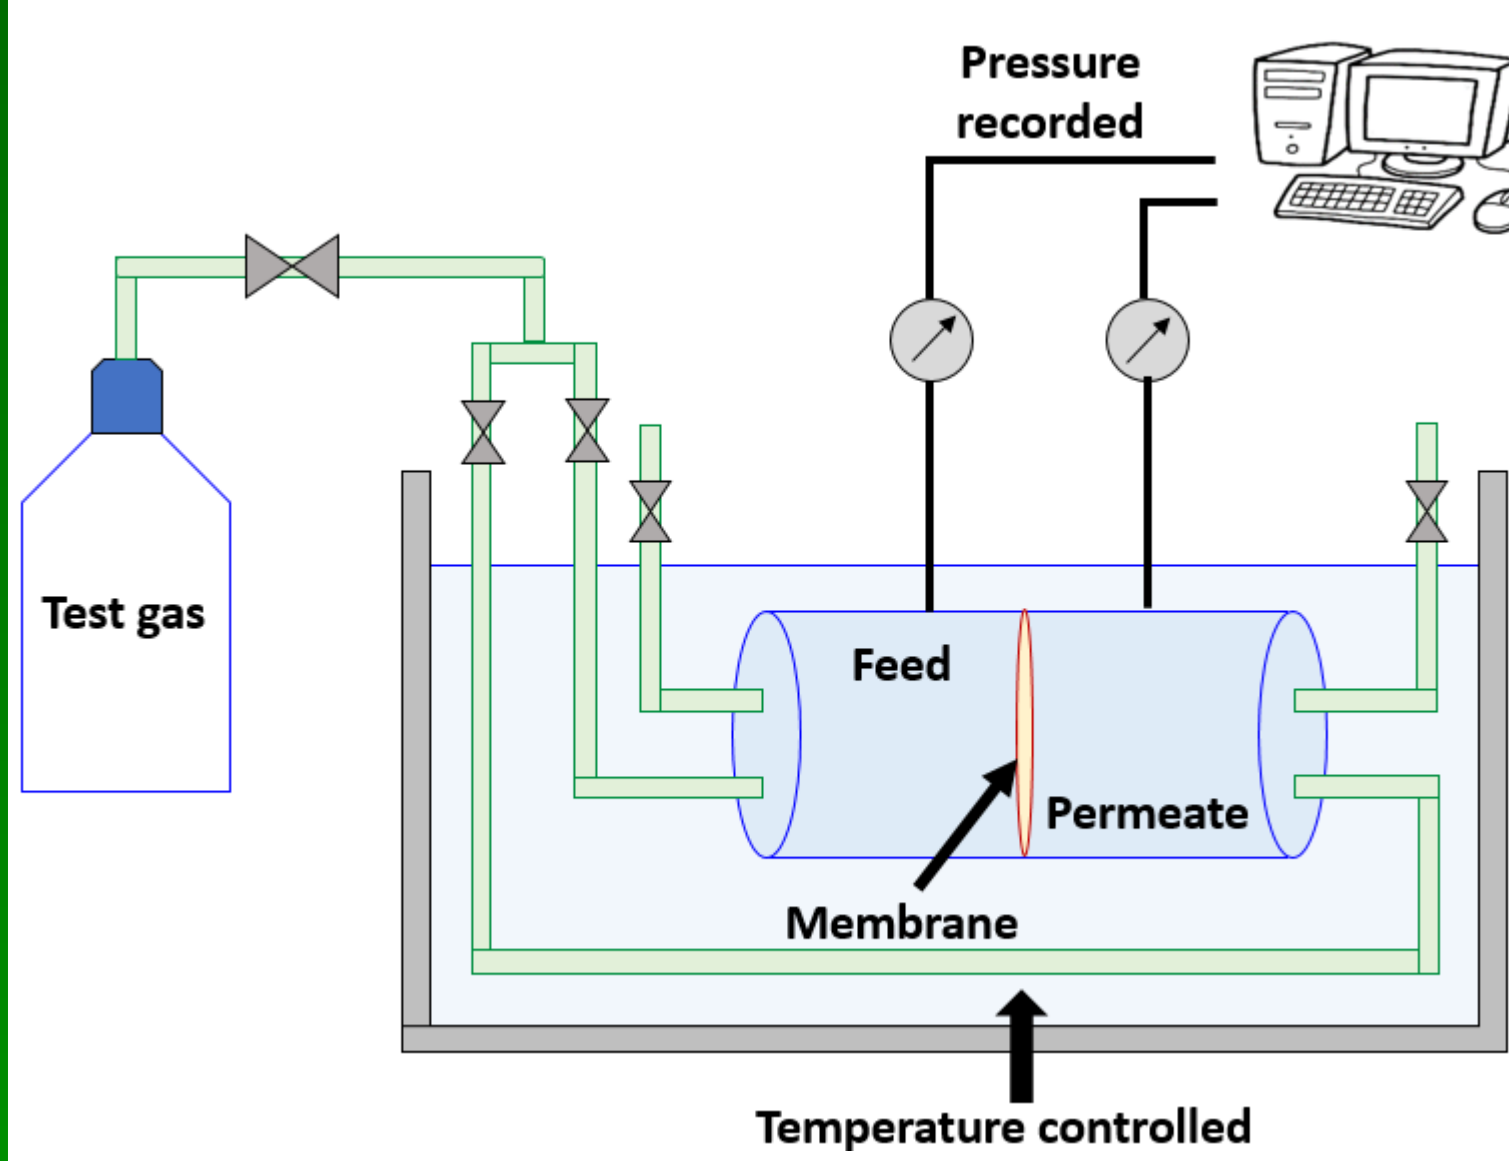 Pressure
recorded
Test gas
Feed
Permeate
Membrane
Temperature controlled